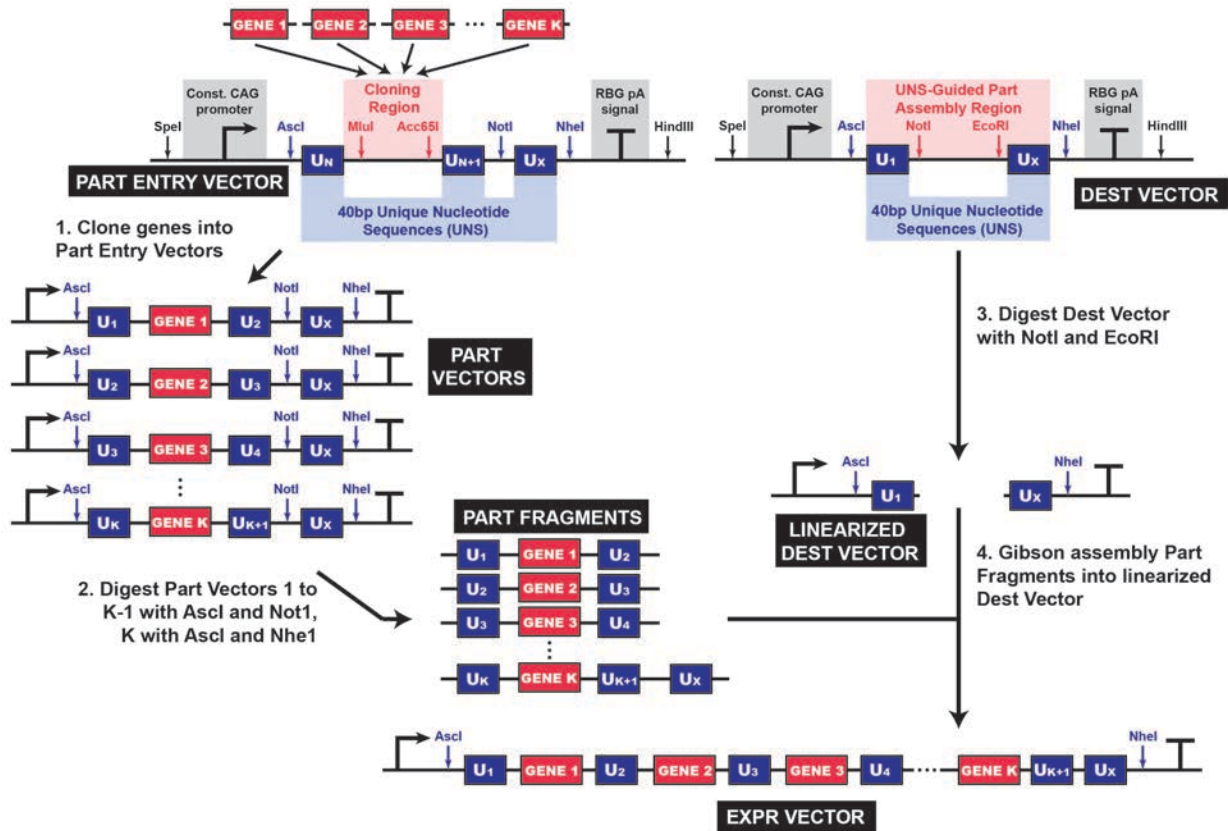 GENE 1 GENE 2 GENE 3 ... GENE K
Const. CAG
promoter
Cloning
Region
RBG pA
signal
SpeI
AscI
MluI
Acc65I
NotI
NheI
HindIII
UN
UN+1
UX
PART ENTRY VECTOR
40bp Unique Nucleotide
Sequences (UNS)
Const. CAG
promoter
UNS-Guided Part
Assembly Region
RBG pA
signal
SpeI
AscI
NotI
EcoRI
NheI
HindIII
U1
UX
DEST VECTOR
40bp Unique Nucleotide
Sequences (UNS)
1. Clone genes into
Part Entry Vectors
AscI NotI NheI
U1 GENE 1 U2 UX
AscI NotI NheI
U2 GENE 2 U3 UX
AscI NotI NheI
U3 GENE 3 U4 UX
AscI NotI NheI
UK GENE K UK+1 UX
PART
VECTORS
3. Digest Dest Vector
with NotI and EcoRI
AscI
U1
NheI
UX
LINEARIZED
DEST VECTOR
2. Digest Part Vectors 1 to
K-1 with AscI and Not1,
K with AscI and Nhe1
PART FRAGMENTS
U1 GENE 1 U2
U2 GENE 2 U3
U3 GENE 3 U4
UK GENE K UK+1 UX
4. Gibson assembly Part
Fragments into linearized
Dest Vector
AscI NheI
U1 GENE 1 U2 GENE 2 U3 GENE 3 U4 ..... GENE K UK+1 UX
EXPR VECTOR